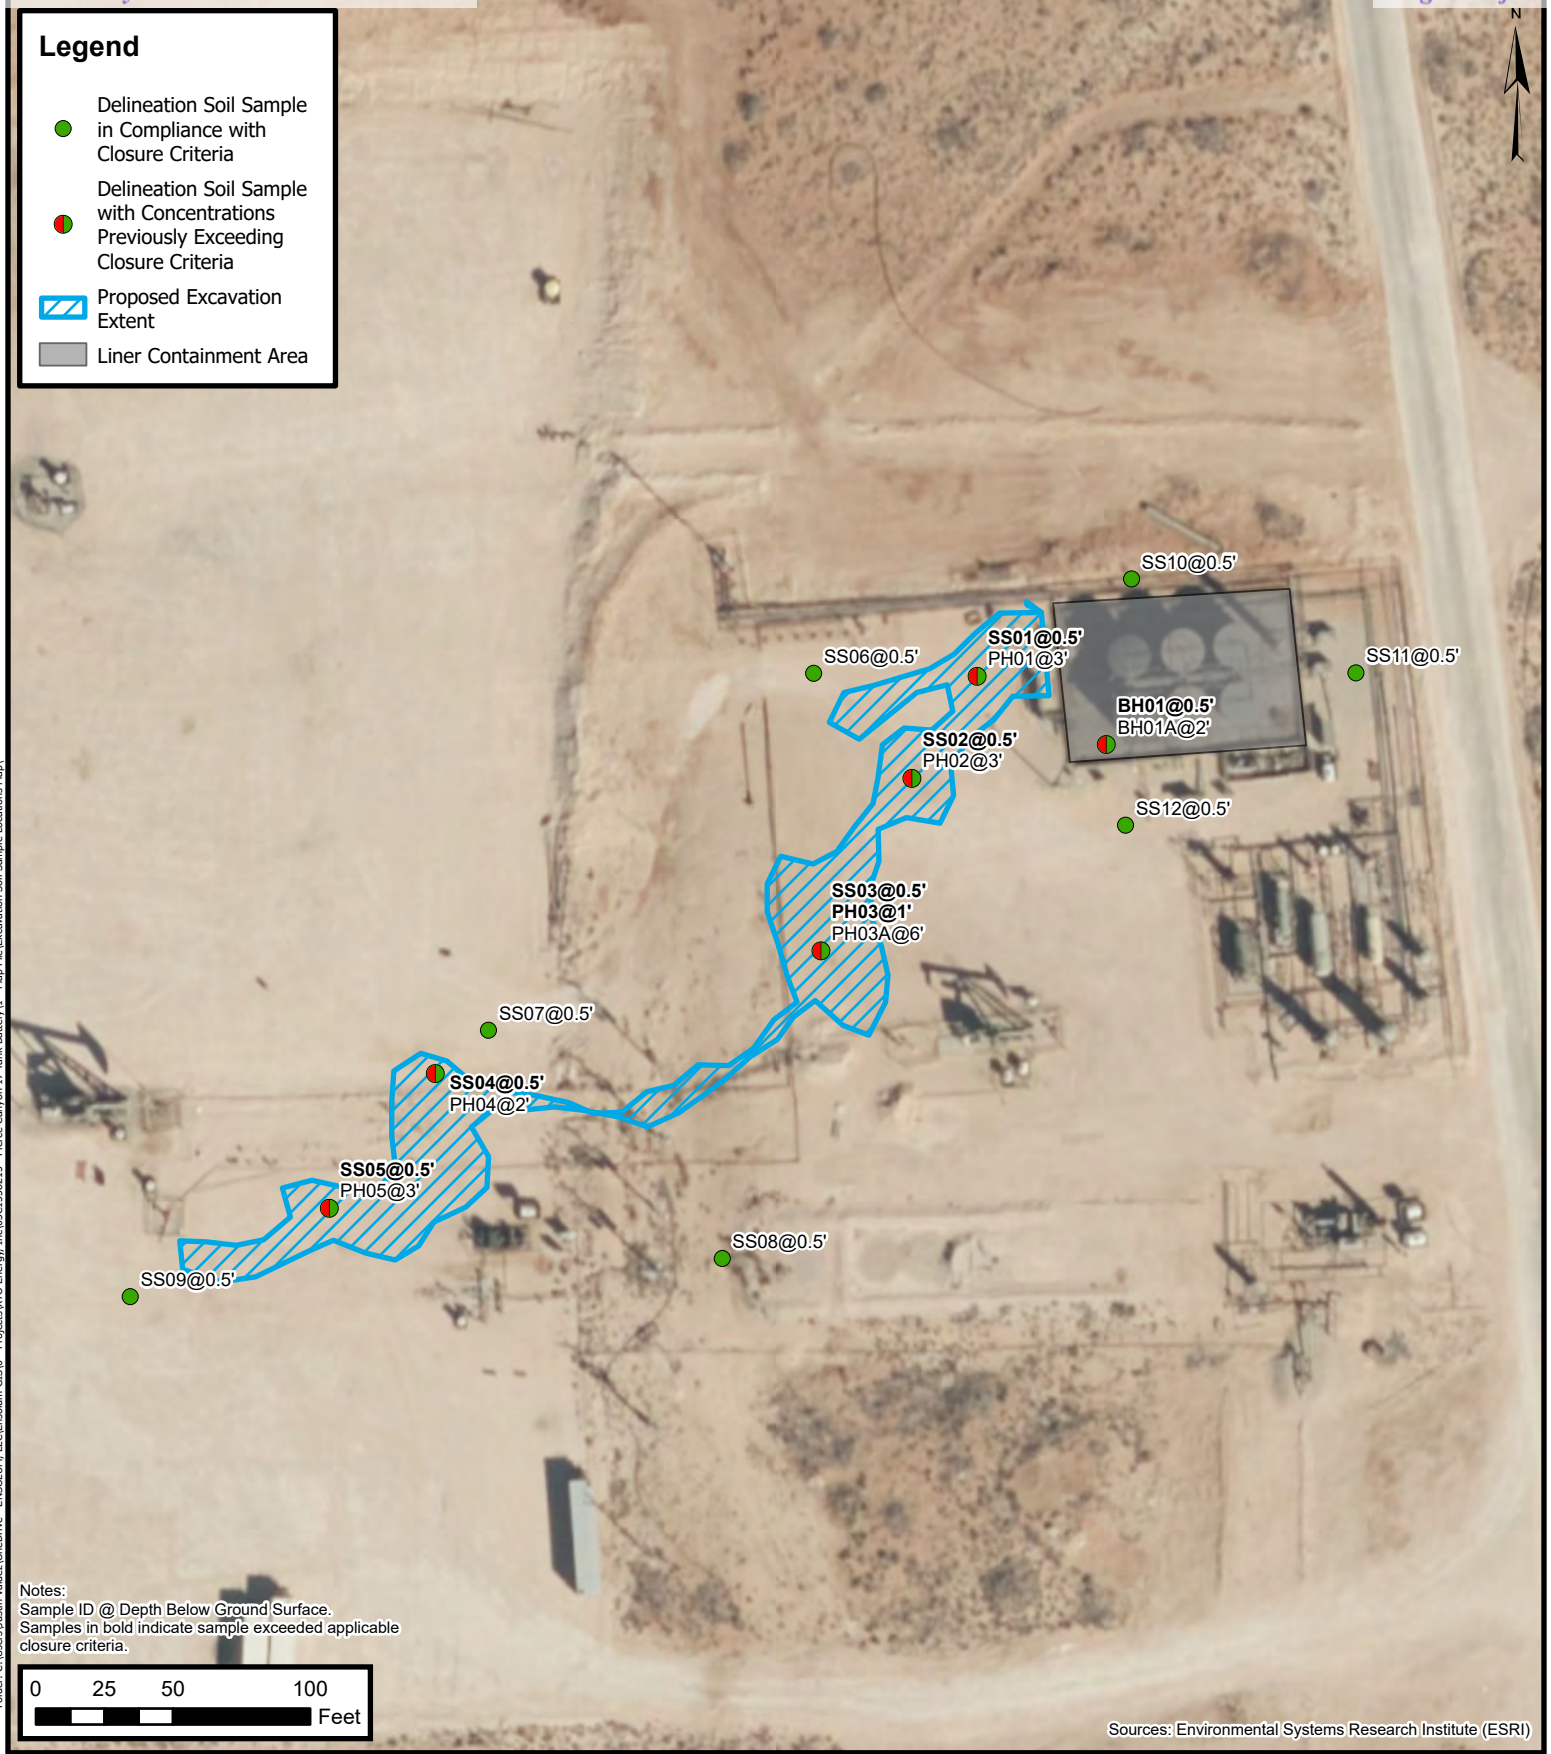 Legend
Delineation Soil Sample
in Compliance with
Closure Criteria
Delineation Soil Sample
with Concentrations
Previously Exceeding
Closure Criteria
Proposed Excavation
Extent
Liner Containment Area
N
SS10@0.5'
SS01@0.5'
PH01@3'
SS06@0.5'
SS11@0.5'
BH01@0.5'
BH01A@2'
SS02@0.5'
PH02@3'
SS12@0.5'
SS03@0.5'
PH03@1'
PH03A@6'
SS07@0.5'
SS04@0.5'
PH04@2'
SS05@0.5'
PH05@3'
SS08@0.5'
SS09@0.5'
Notes:
Sample ID @ Depth Below Ground Surface.
Samples in bold indicate sample exceeded applicable
closure criteria.
0 25 50 100
Feet
Sources: Environmental Systems Research Institute (ESRI)